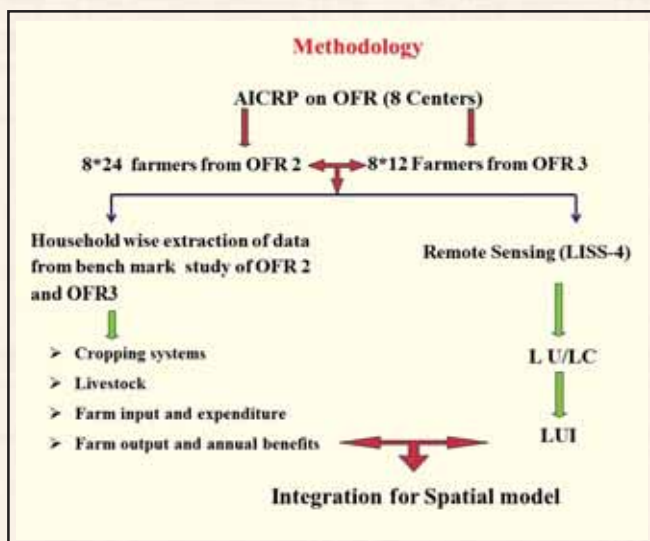 Methodology
AICRP on OFR (8 Centers)
8*24 farmers from OFR 2
8*12 Farmers from OFR 3
Household wise extraction of data
from bench mark study of OFR 2
and OFR3
Remote Sensing (LISS-4)
➢ Cropping systems
➢ Livestock
➢ Farm input and expenditure
➢ Farm output and annual benefits
L U/LC
LUI
Integration for Spatial model